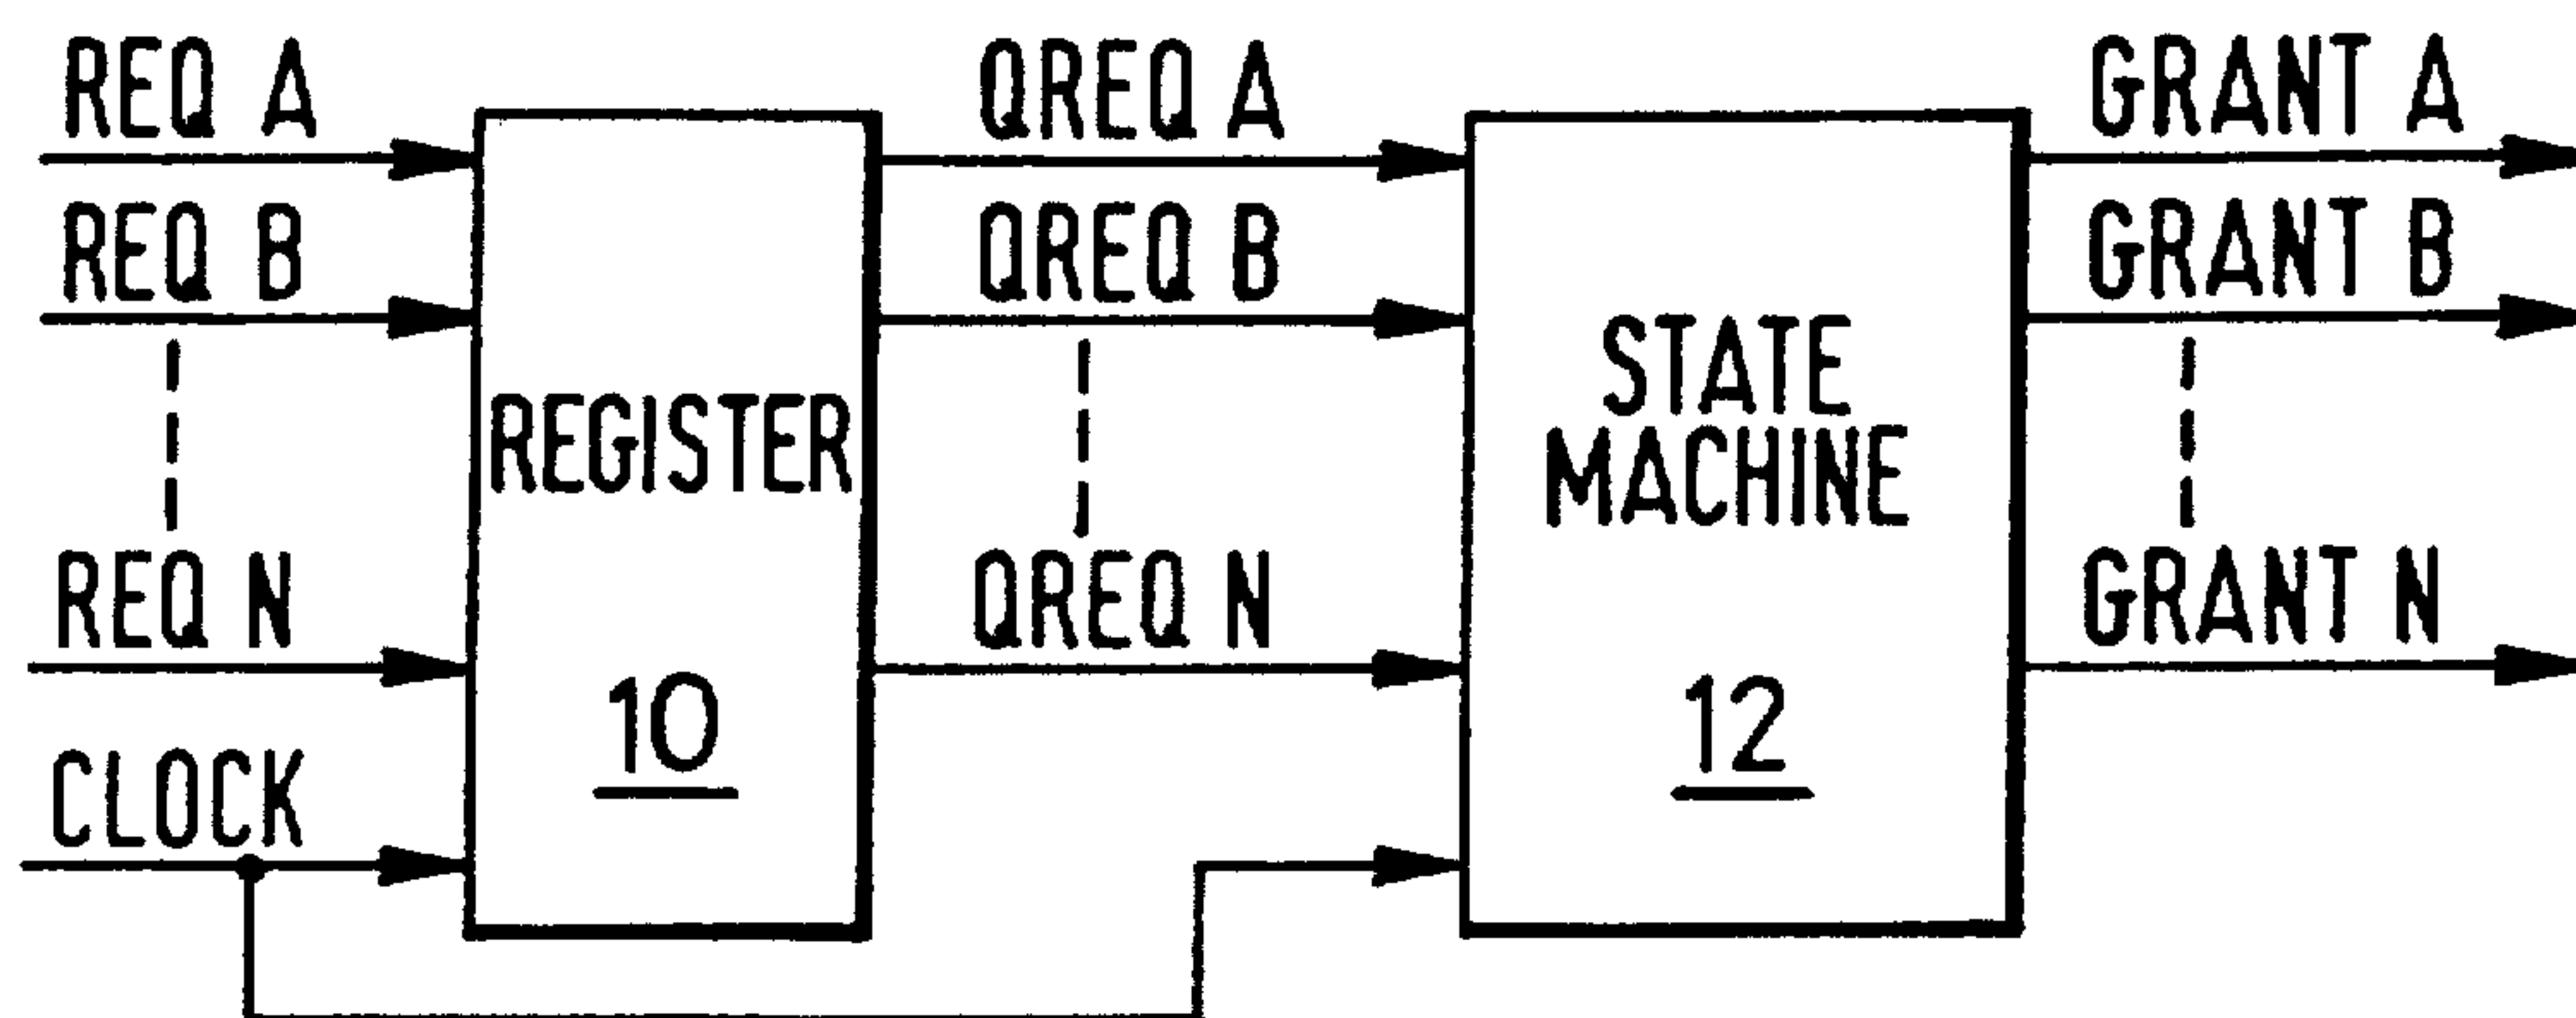 REQ A
QREQ A
GRANT A
REQ B
QREQ B
GRANT B
STATE
MACHINE
REGISTER
REQ N
QREQ N
GRANT N
10
12
CLOCK